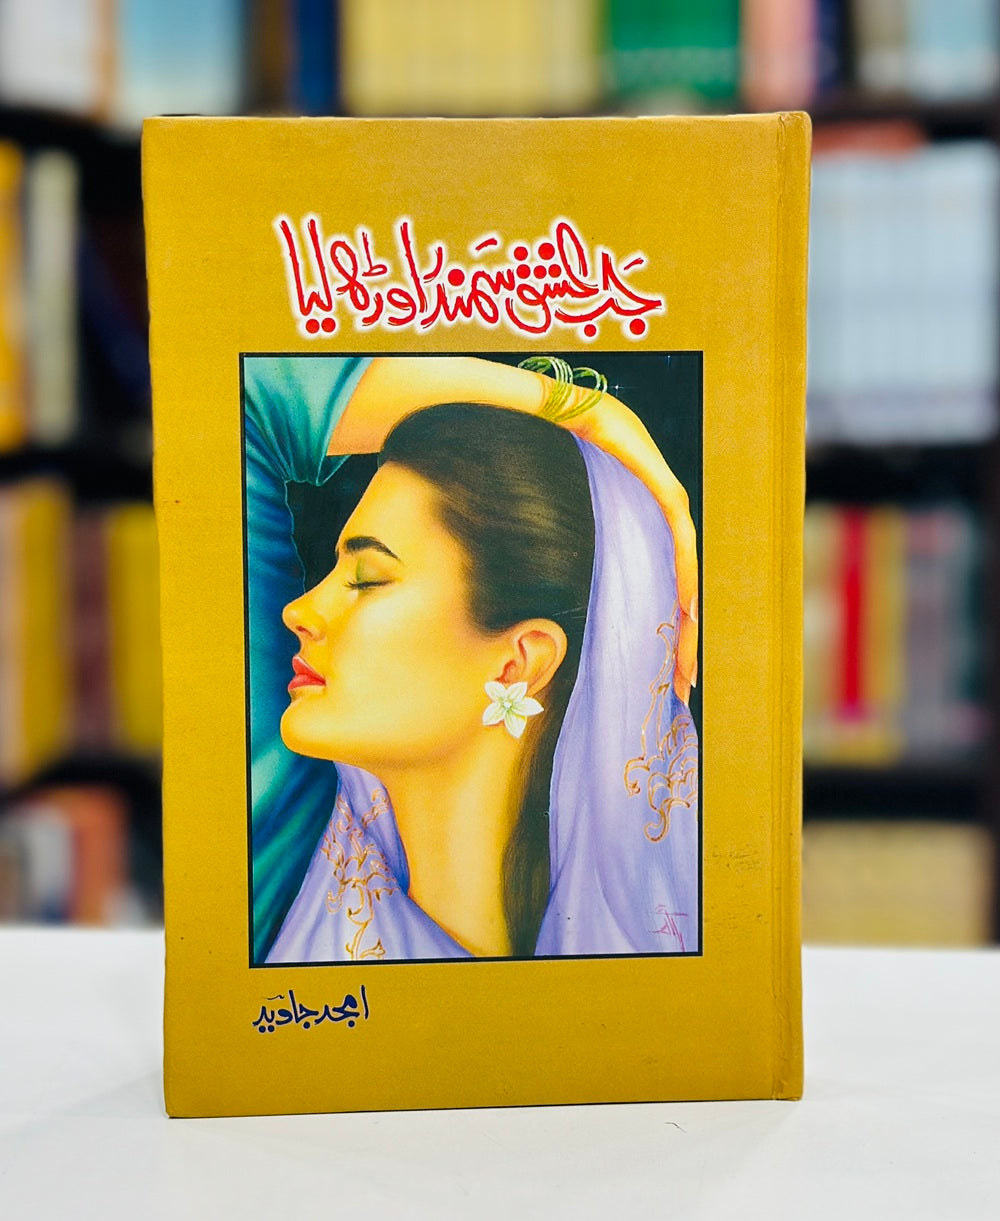 جب عشق سمندر اوڑھ لیا
امجد جاوید